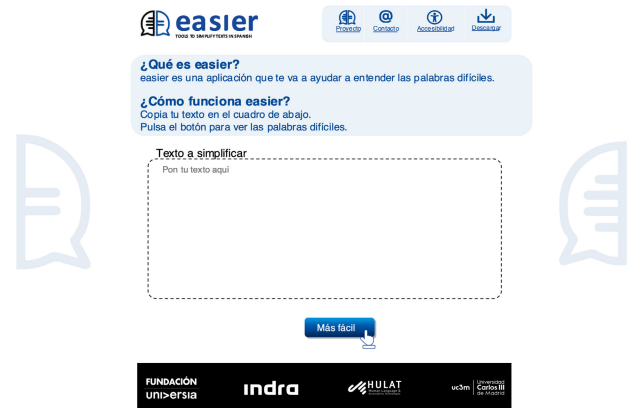 easier
TOOLS TO SIMPLIFY TEXTS IN SPANISH
Proyecto
@
Contacto
Accesibilidad
Descargar
¿Qué es easier?
easier es una aplicación que te va a ayudar a entender las palabras difíciles.
¿Cómo funciona easier?
Copia tu texto en el cuadro de abajo.
Pulsa el botón para ver las palabras difíciles.
Texto a simplificar
Pon tu texto aquí
Más fácil
FUNDACIÓN
UNI>ERSIA
indra
HULAT
uc3m
Universidad
Carlos III
de Madrid